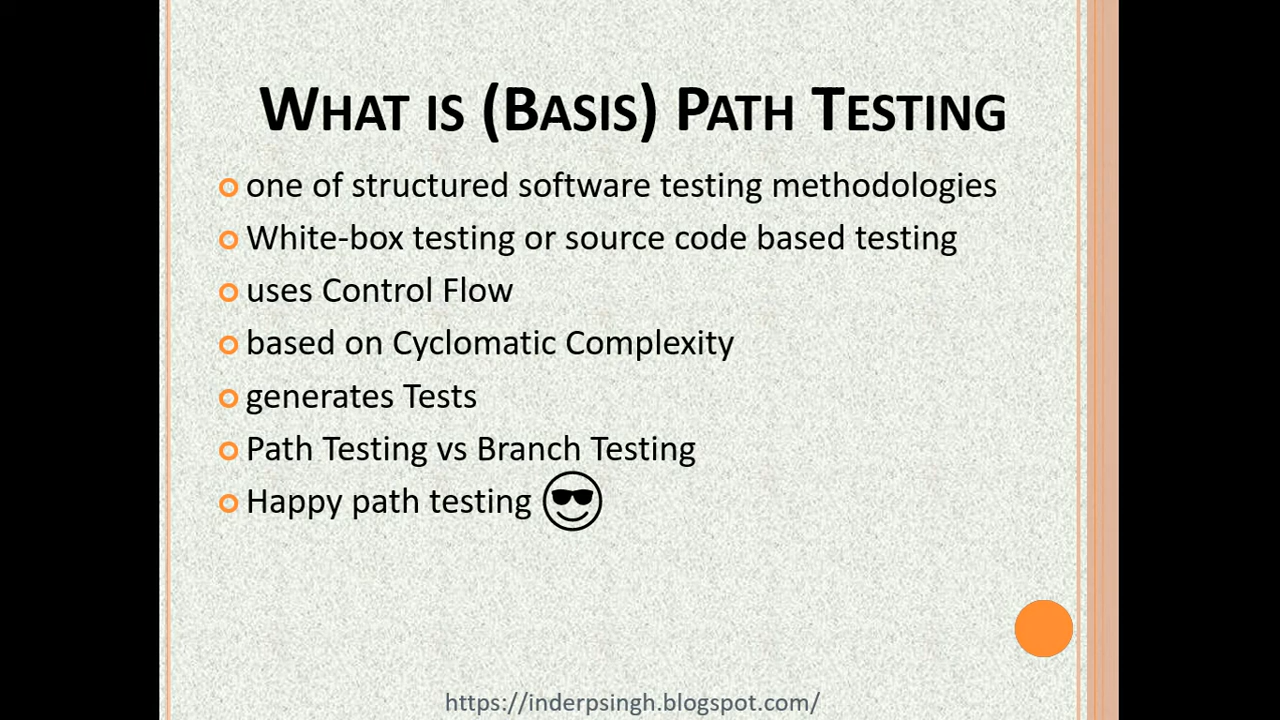 What is (Basis) Path Testing
one of structured software testing methodologies
White-box testing or source code based testing
uses Control Flow
based on Cyclomatic Complexity
generates Tests
Path Testing vs Branch Testing
Happy path testing
https://inderpsingh.blogspot.com/